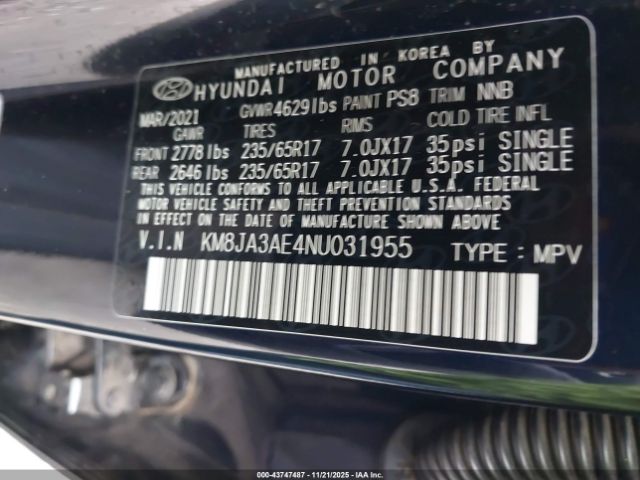 MANUFACTURED IN KOREA BY
HYUNDAI MOTOR COMPANY
MAR/2021 GVWR 4629lbs PAINT PS8 TRIM NNB
GAWR TIRES RIMS COLD TIRE INFL
FRONT 2778 lbs 235/65R17 7.0JX17 35psi SINGLE
REAR 2646 lbs 235/65R17 7.0JX17 35psi SINGLE
THIS VEHICLE CONFORMS TO ALL APPLICABLE U.S.A. FEDERAL
MOTOR VEHICLE SAFETY AND THEFT PREVENTION STANDARDS
IN EFFECT ON THE DATE OF MANUFACTURE SHOWN ABOVE
V.I.N KM8JA3AE4NU031955 TYPE : MPV
000-43747487 - 11/21/2025 - IAAI.COM